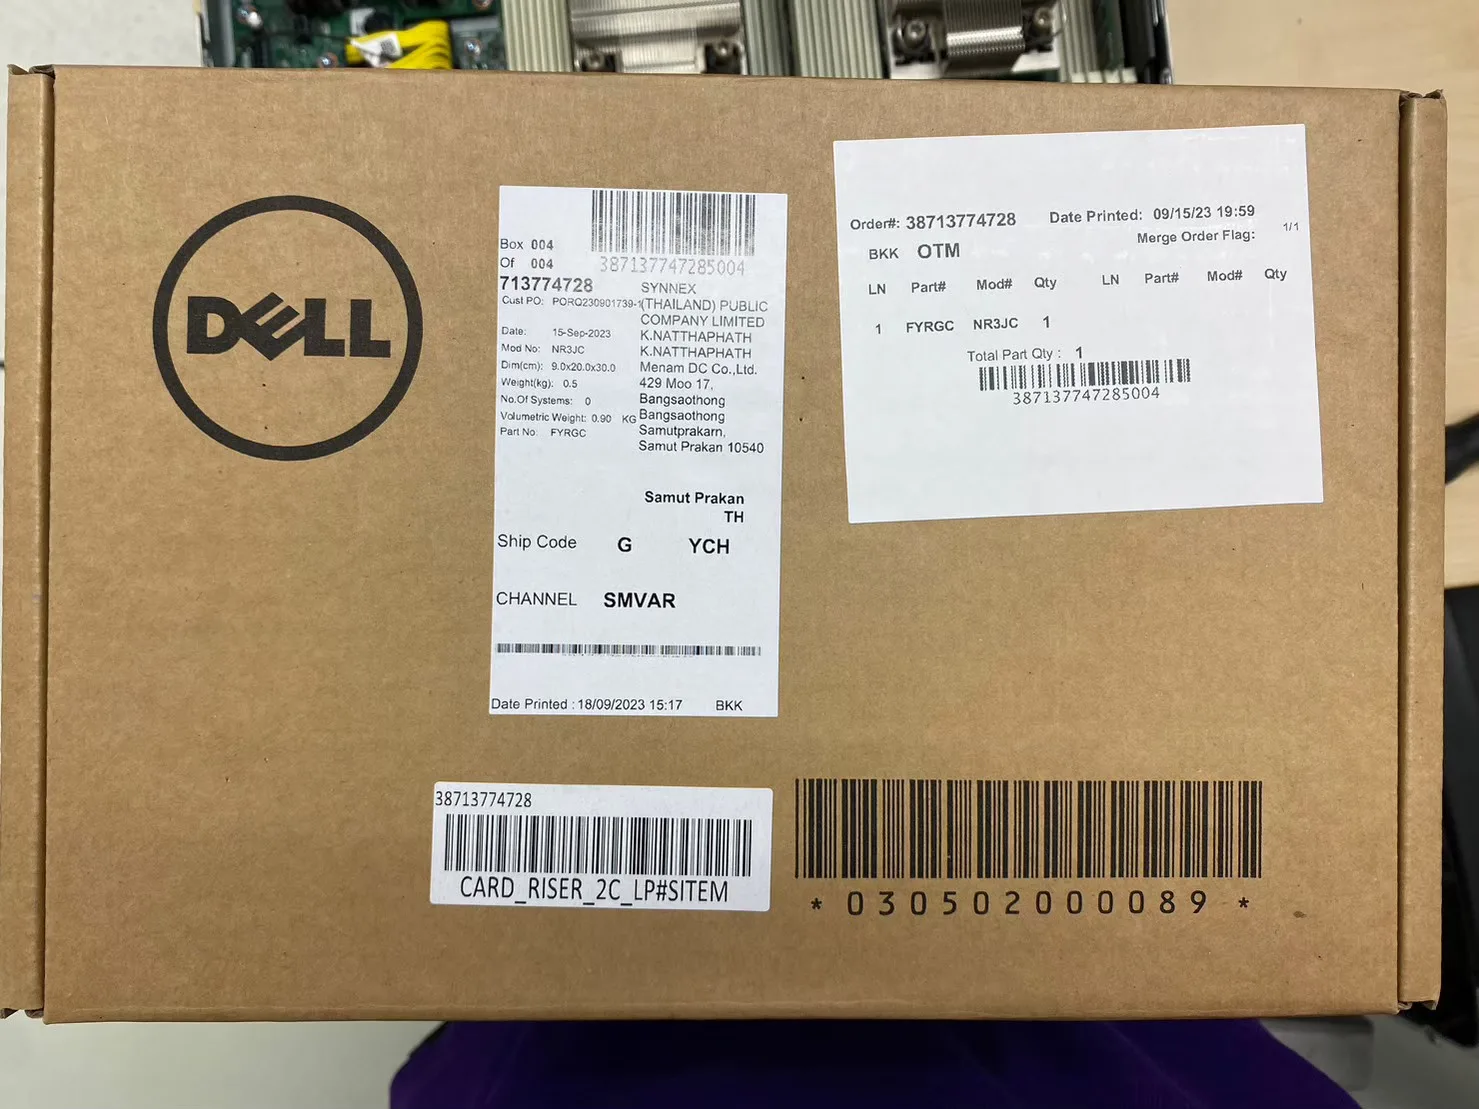 DELL
387137747285004
Box 004
Of 004
713774728
Cust PO: PORQ230901739-1
Date: 15-Sep-2023
Mod No: NR3JC
Dim(cm): 9.0x20.0x30.0
Weight(kg): 0.5
No.Of Systems: 0
Volumetric Weight: 0.90 KG
Part No: FYRGC
SYNNEX
(THAILAND) PUBLIC
COMPANY LIMITED
K.NATTHAPHATH
K.NATTHAPHATH
Menam DC Co.,Ltd.
429 Moo 17,
Bangsaothong
Bangsaothong
Samutprakarn,
Samut Prakan 10540
Samut Prakan
TH
Ship Code G YCH
CHANNEL SMVAR
Date Printed : 18/09/2023 15:17 BKK
Order#: 38713774728 Date Printed: 09/15/23 19:59
BKK OTM Merge Order Flag: 1/1
LN Part# Mod# Qty LN Part# Mod# Qty
1 FYRGC NR3JC 1
Total Part Qty : 1
387137747285004
38713774728
CARD_RISER_2C_LP#SITEM
*030502000089*